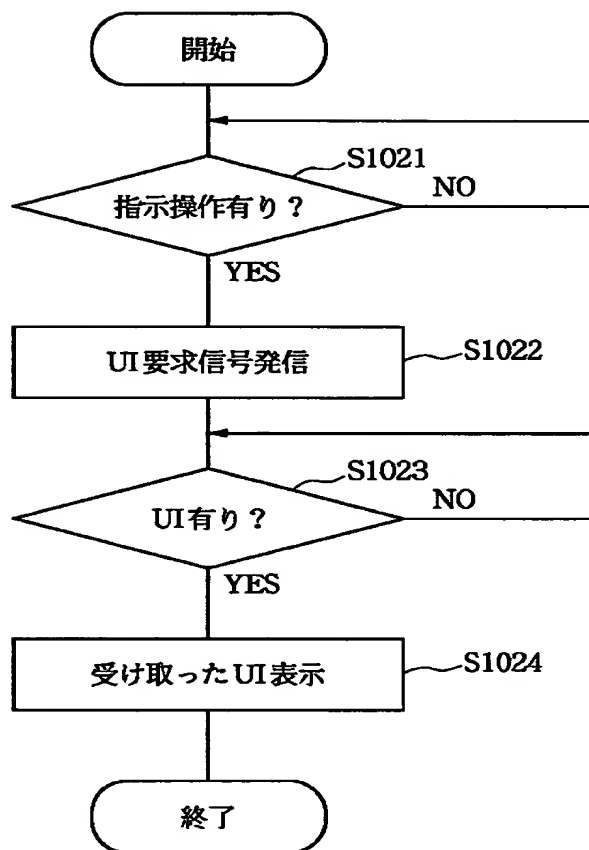 開始
S1021
指示操作有り？
NO
YES
UI要求信号発信
S1022
S1023
UI有り？
NO
YES
受け取ったUI表示
S1024
終了